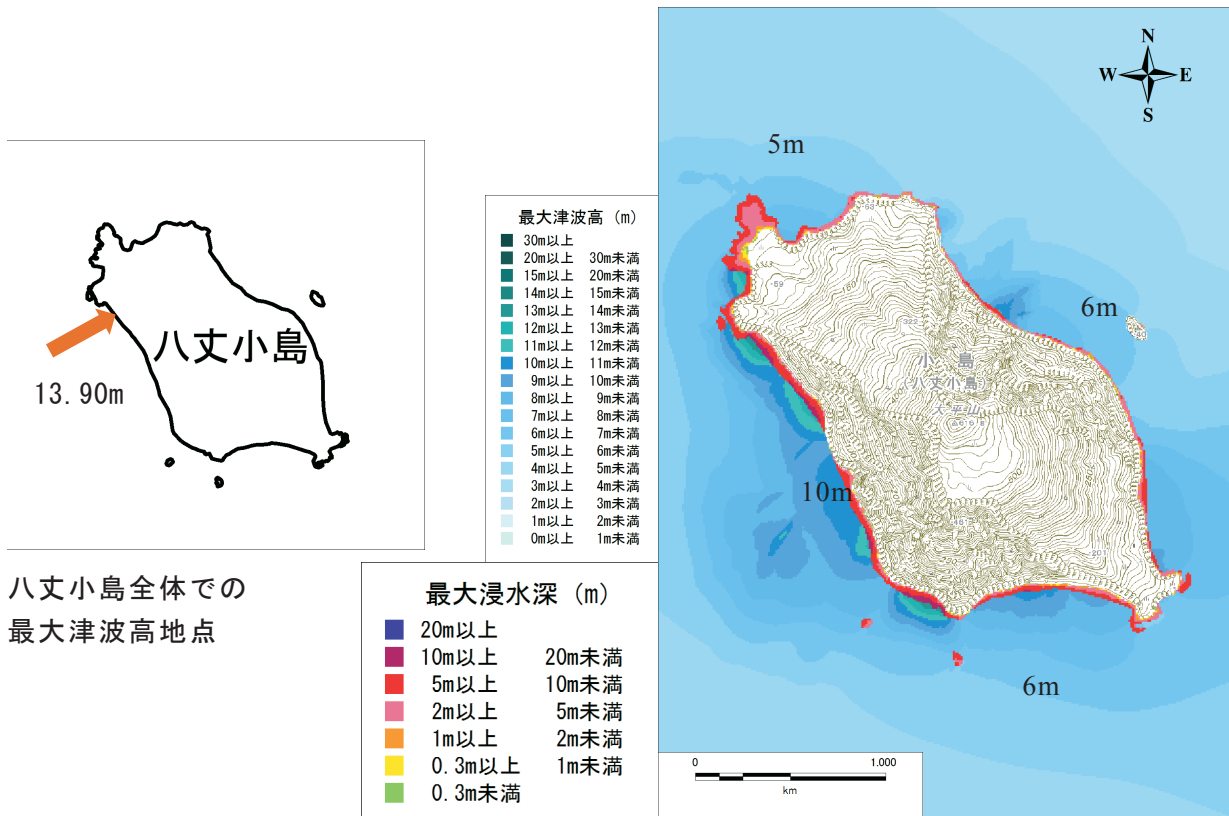 八丈小島
13.90m
八丈小島全体での
最大津波高地点
最大津波高 (m)
30m以上
20m以上 30m未満
15m以上 20m未満
14m以上 15m未満
13m以上 14m未満
12m以上 13m未満
11m以上 12m未満
10m以上 11m未満
9m以上 10m未満
8m以上 9m未満
7m以上 8m未満
6m以上 7m未満
5m以上 6m未満
4m以上 5m未満
3m以上 4m未満
2m以上 3m未満
1m以上 2m未満
0m以上 1m未満
最大浸水深 (m)
20m以上
10m以上 20m未満
5m以上 10m未満
2m以上 5m未満
1m以上 2m未満
0.3m以上 1m未満
0.3m未満
N
W E
S
5m
6m
小島
(八丈小島)
太平山
10m
6m
0 1,000
km